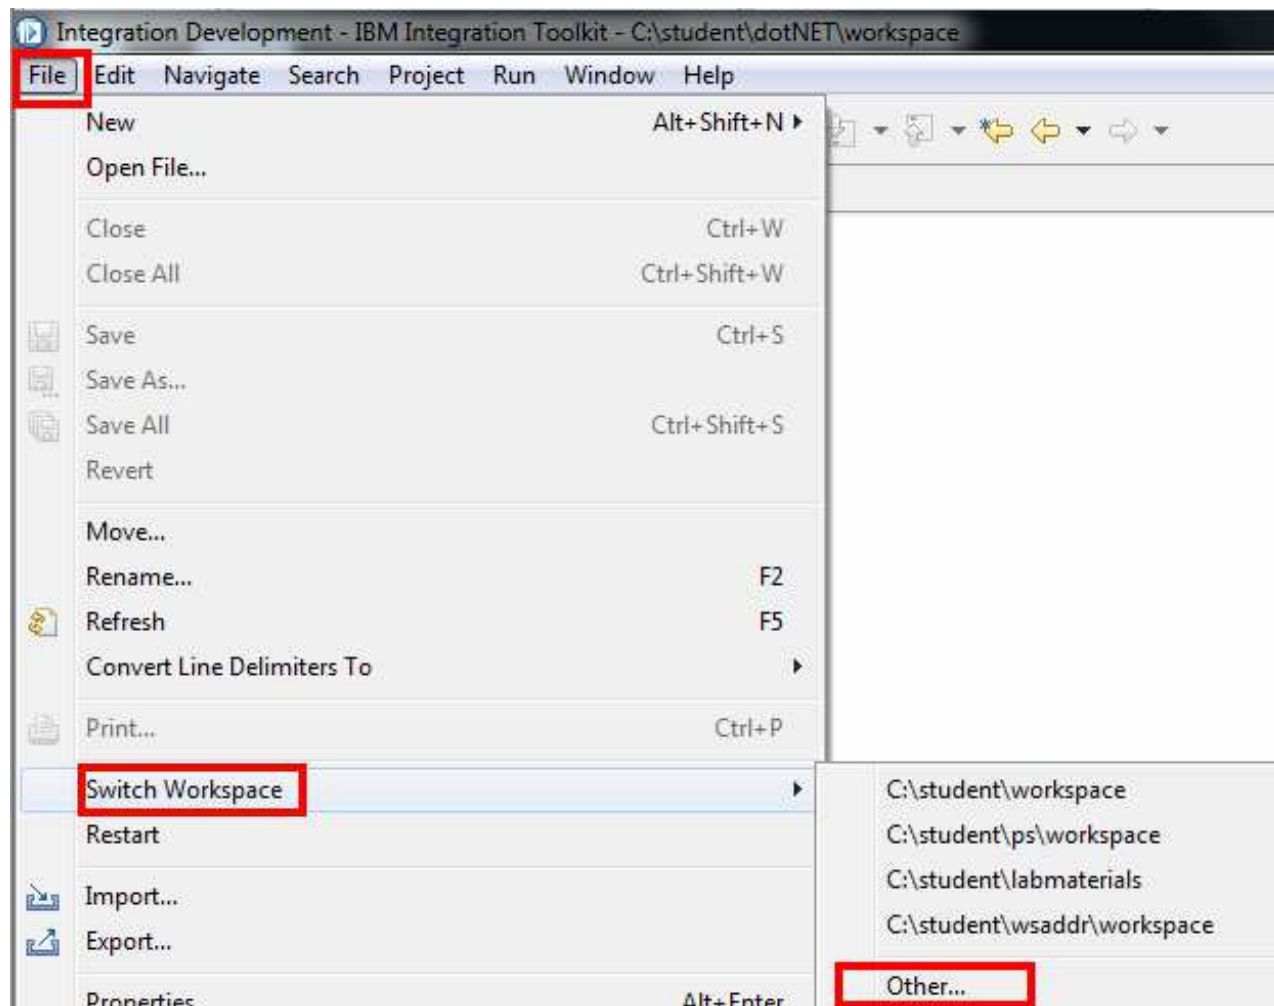 Integration Development - IBM Integration Toolkit - C:\student\dotNET\workspace
File Edit Navigate Search Project Run Window Help
New Alt+Shift+N
Open File...
Close Ctrl+W
Close All Ctrl+Shift+W
Save Ctrl+S
Save As...
Save All Ctrl+Shift+S
Revert
Move...
Rename... F2
Refresh F5
Convert Line Delimiters To
Print... Ctrl+P
Switch Workspace
Restart
Import...
Export...
Properties Alt+Enter
C:\student\workspace
C:\student\ps\workspace
C:\student\labmaterials
C:\student\wsaddr\workspace
Other...